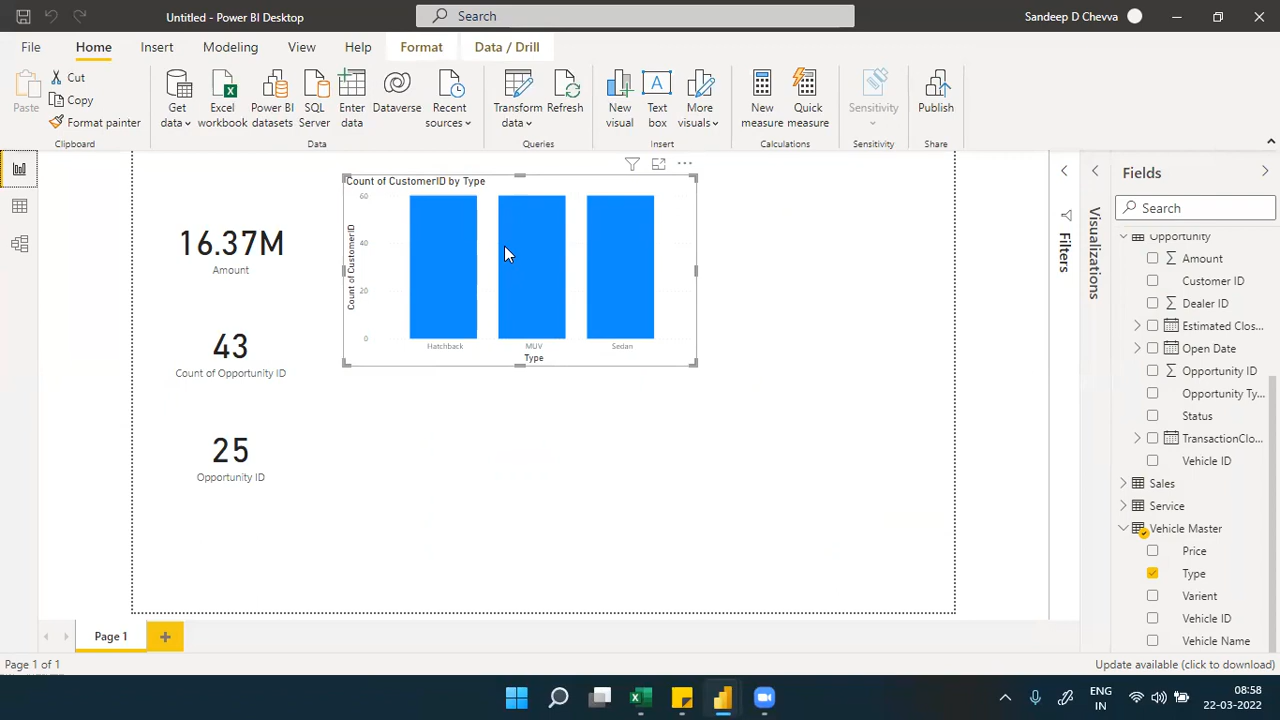 Untitled - Power BI Desktop
Search
Sandeep D Chevva
File
Home
Insert
Modeling
View
Help
Format
Data / Drill
Paste
Cut
Copy
Format painter
Get data
Excel workbook
Power BI datasets
SQL Server
Enter data
Dataverse
Recent sources
Transform data
Refresh
New visual
Text box
More visuals
New measure
Quick measure
Sensitivity
Publish
Clipboard
Data
Queries
Insert
Calculations
Sensitivity
Share
16.37M
Amount
43
Count of Opportunity ID
25
Opportunity ID
Count of CustomerID by Type
Count of CustomerID
60
40
20
0
Hatchback
MUV
Sedan
Type
Filters
Visualizations
Fields
Search
Opportunity
Amount
Customer ID
Dealer ID
Estimated Clos...
Open Date
Opportunity ID
Opportunity Ty...
Status
TransactionClo...
Vehicle ID
Sales
Service
Vehicle Master
Price
Type
Varient
Vehicle ID
Vehicle Name
Page 1
Page 1 of 1
Update available (click to download)
ENG
IN
08:58
22-03-2022